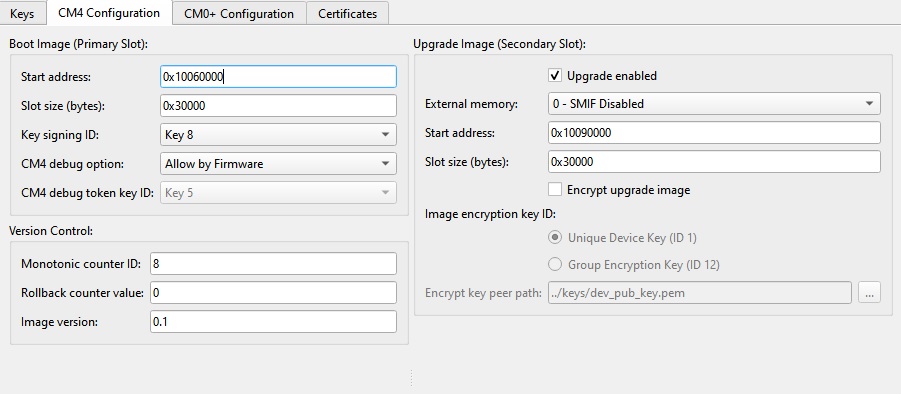 Keys CM4 Configuration CM0+ Configuration Certificates
Boot Image (Primary Slot):
Start address: 0x10060000
Slot size (bytes): 0x30000
Key signing ID: Key 8
CM4 debug option: Allow by Firmware
CM4 debug token key ID: Key 5
Version Control:
Monotonic counter ID: 8
Rollback counter value: 0
Image version: 0.1
Upgrade Image (Secondary Slot):
Upgrade enabled
External memory: 0 - SMIF Disabled
Start address: 0x10090000
Slot size (bytes): 0x30000
Encrypt upgrade image
Image encryption key ID:
Unique Device Key (ID 1)
Group Encryption Key (ID 12)
Encrypt key peer path: ../keys/dev_pub_key.pem ...